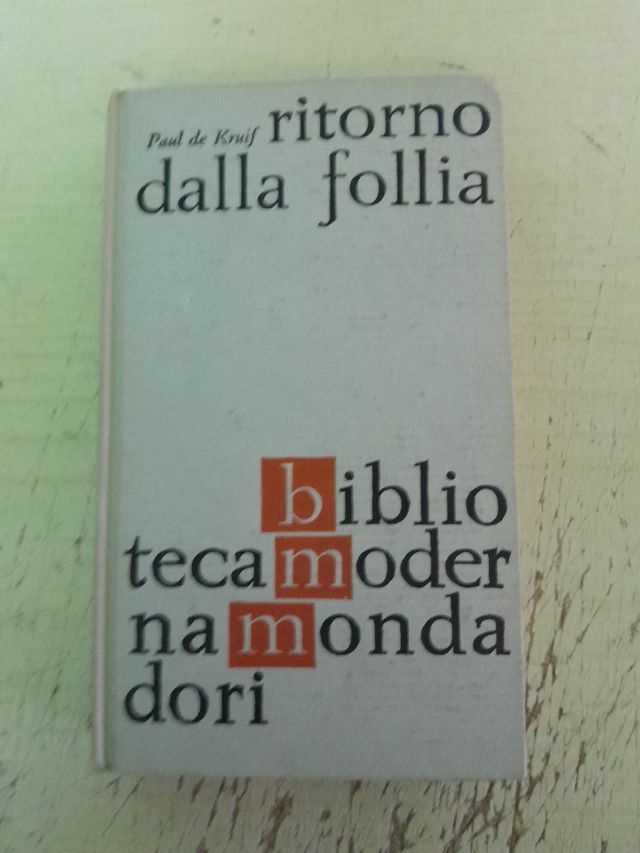 Paul de Kruif ritorno
dalla follia
biblio
tecamoder
namonda
dori